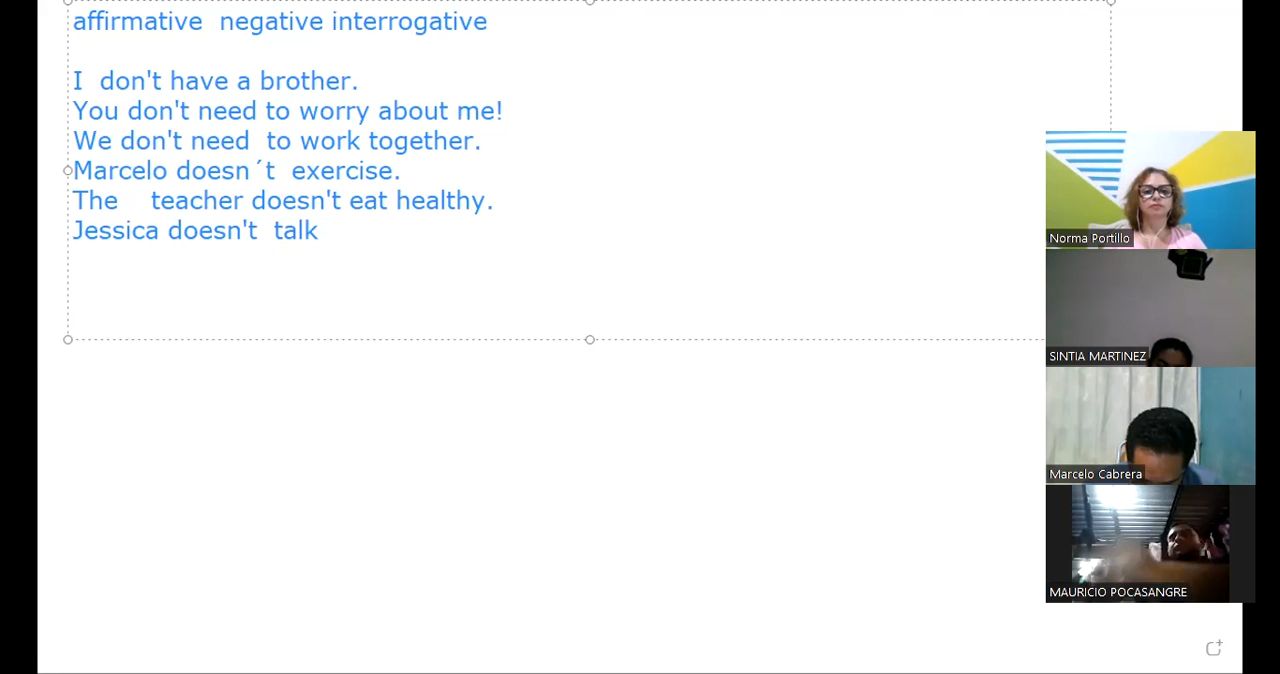 affirmative  negative interrogative
I  don't have a brother.
You don't need to worry about me!
We don't need  to work together.
Marcelo doesn´t  exercise.
The    teacher doesn't eat healthy.
Jessica doesn't  talk
Norma Portillo
SINTIA MARTINEZ
Marcelo Cabrera
MAURICIO POCASANGRE